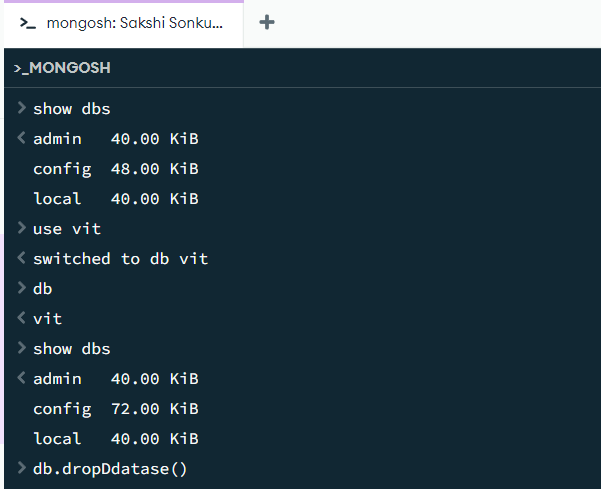 >_ mongosh: Sakshi Sonku... +
>_MONGOSH
> show dbs
< admin 40.00 KiB
config 48.00 KiB
local 40.00 KiB
> use vit
< switched to db vit
> db
< vit
> show dbs
< admin 40.00 KiB
config 72.00 KiB
local 40.00 KiB
> db.dropDdatase()